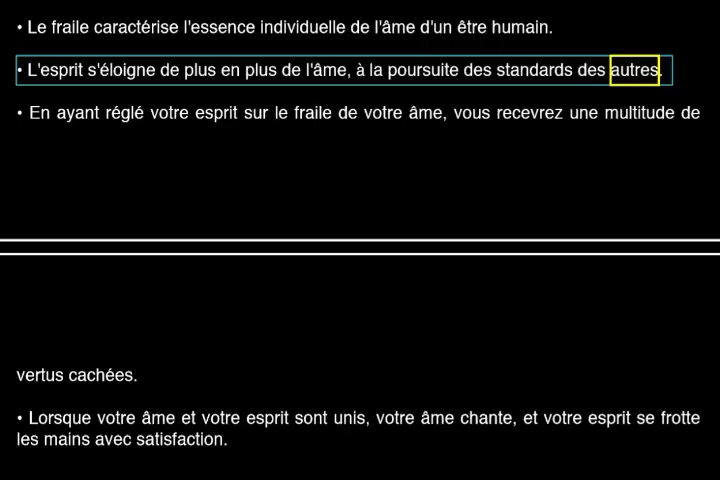 • Le fraile caractérise l'essence individuelle de l'âme d'un être humain.
• L'esprit s'éloigne de plus en plus de l'âme, à la poursuite des standards des autres.
• En ayant réglé votre esprit sur le fraile de votre âme, vous recevrez une multitude de
vertus cachées.
• Lorsque votre âme et votre esprit sont unis, votre âme chante, et votre esprit se frotte
les mains avec satisfaction.